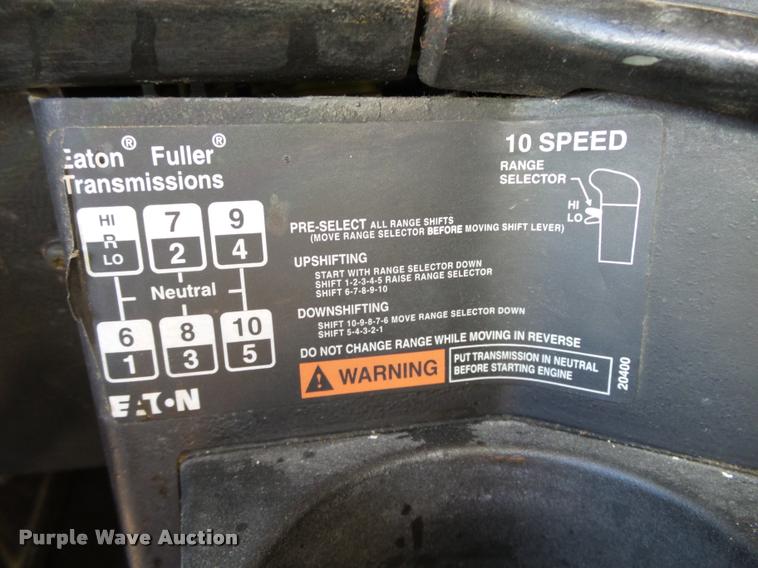 Eaton® Fuller®
Transmissions
10 SPEED
RANGE
SELECTOR
HI
LO
HI
R
LO
7
2
9
4
Neutral
6
1
8
3
10
5
EATON
PRE-SELECT ALL RANGE SHIFTS
(MOVE RANGE SELECTOR BEFORE MOVING SHIFT LEVER)
UPSHIFTING
START WITH RANGE SELECTOR DOWN
SHIFT 1-2-3-4-5 RAISE RANGE SELECTOR
SHIFT 6-7-8-9-10
DOWNSHIFTING
SHIFT 10-9-8-7-6 MOVE RANGE SELECTOR DOWN
SHIFT 5-4-3-2-1
DO NOT CHANGE RANGE WHILE MOVING IN REVERSE
WARNING
PUT TRANSMISSION IN NEUTRAL
BEFORE STARTING ENGINE
20400
Purple Wave Auction